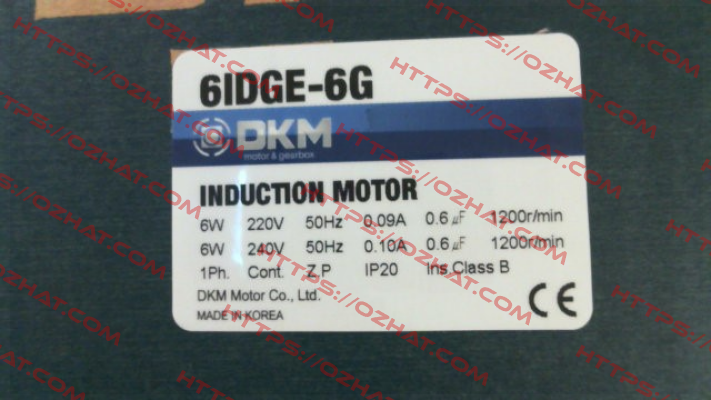 6IDGE-6G
DKM
motor & gearbox
INDUCTION MOTOR
6W 220V 50Hz 0.09A 0.6㎌ 1200r/min
6W 240V 50Hz 0.10A 0.6㎌ 1200r/min
1Ph. Cont. Z.P IP20 Ins.Class B
DKM Motor Co., Ltd.
MADE IN KOREA
CE
HTTPS://OZHAT.COM